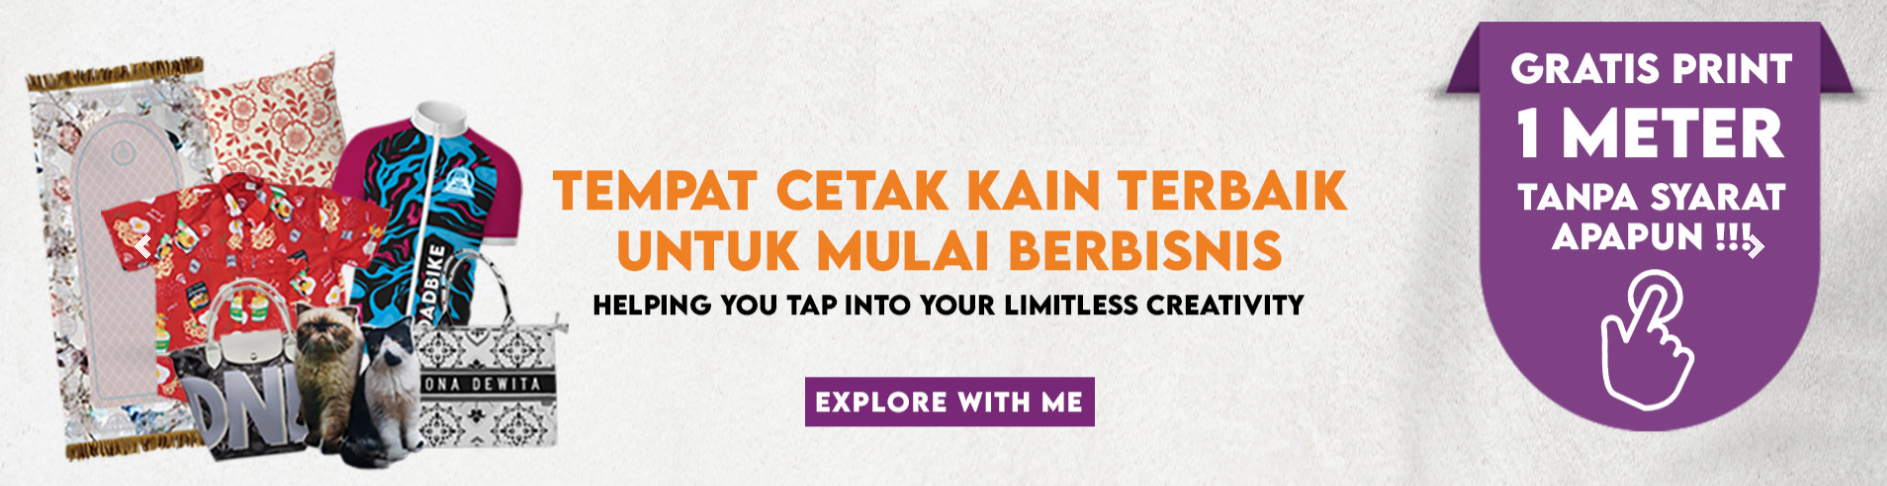 TEMPAT CETAK KAIN TERBAIK
UNTUK MULAI BERBISNIS
HELPING YOU TAP INTO YOUR LIMITLESS CREATIVITY
EXPLORE WITH ME
GRATIS PRINT
1 METER
TANPA SYARAT
APAPUN !!!
ADBIKE
ONA DEWITA
DN